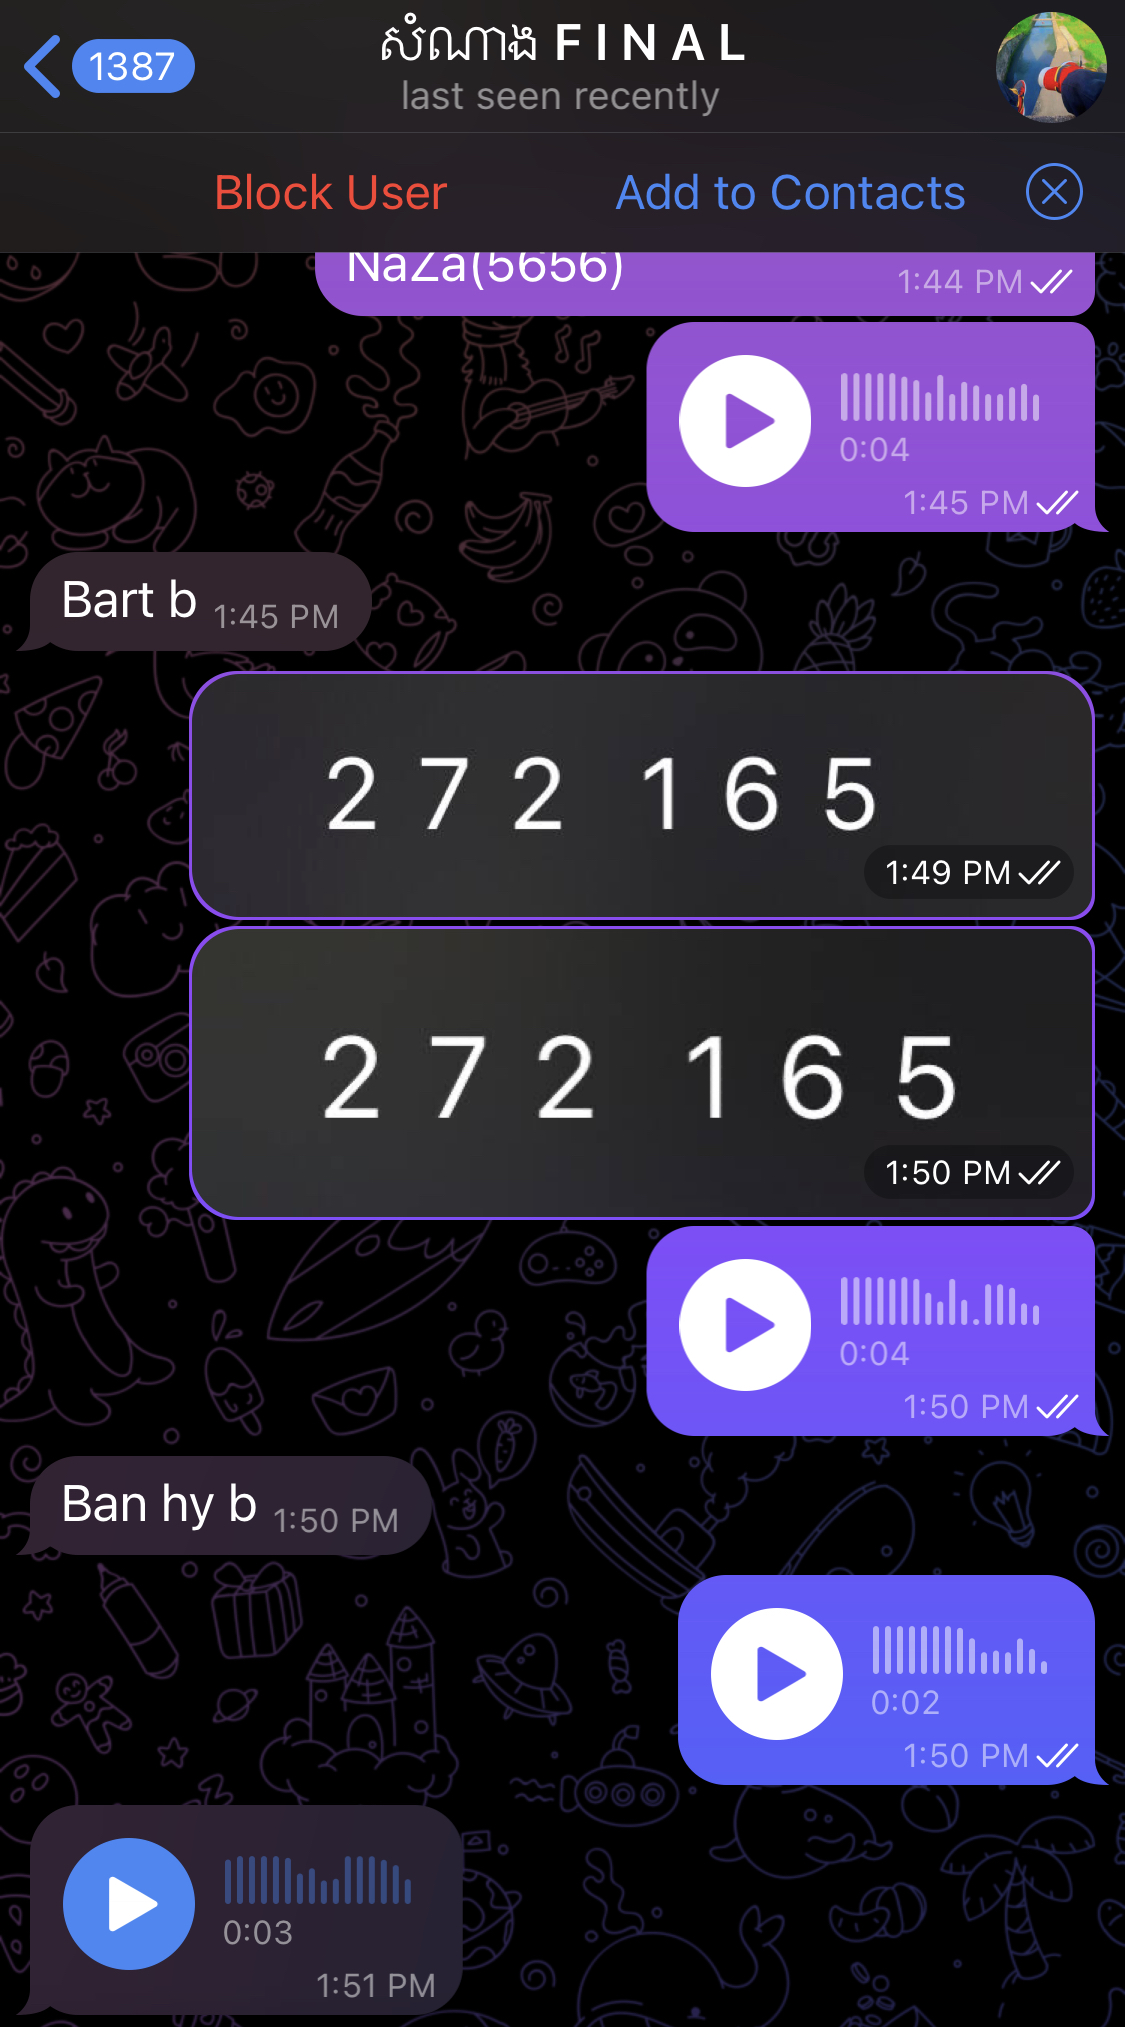 1387
សំណាង F I N A L
last seen recently
Block User
Add to Contacts
NaZa(5656)
1:44 PM
0:04
1:45 PM
Bart b 1:45 PM
2 7 2 1 6 5
1:49 PM
2 7 2 1 6 5
1:50 PM
0:04
1:50 PM
Ban hy b 1:50 PM
0:02
1:50 PM
0:03
1:51 PM